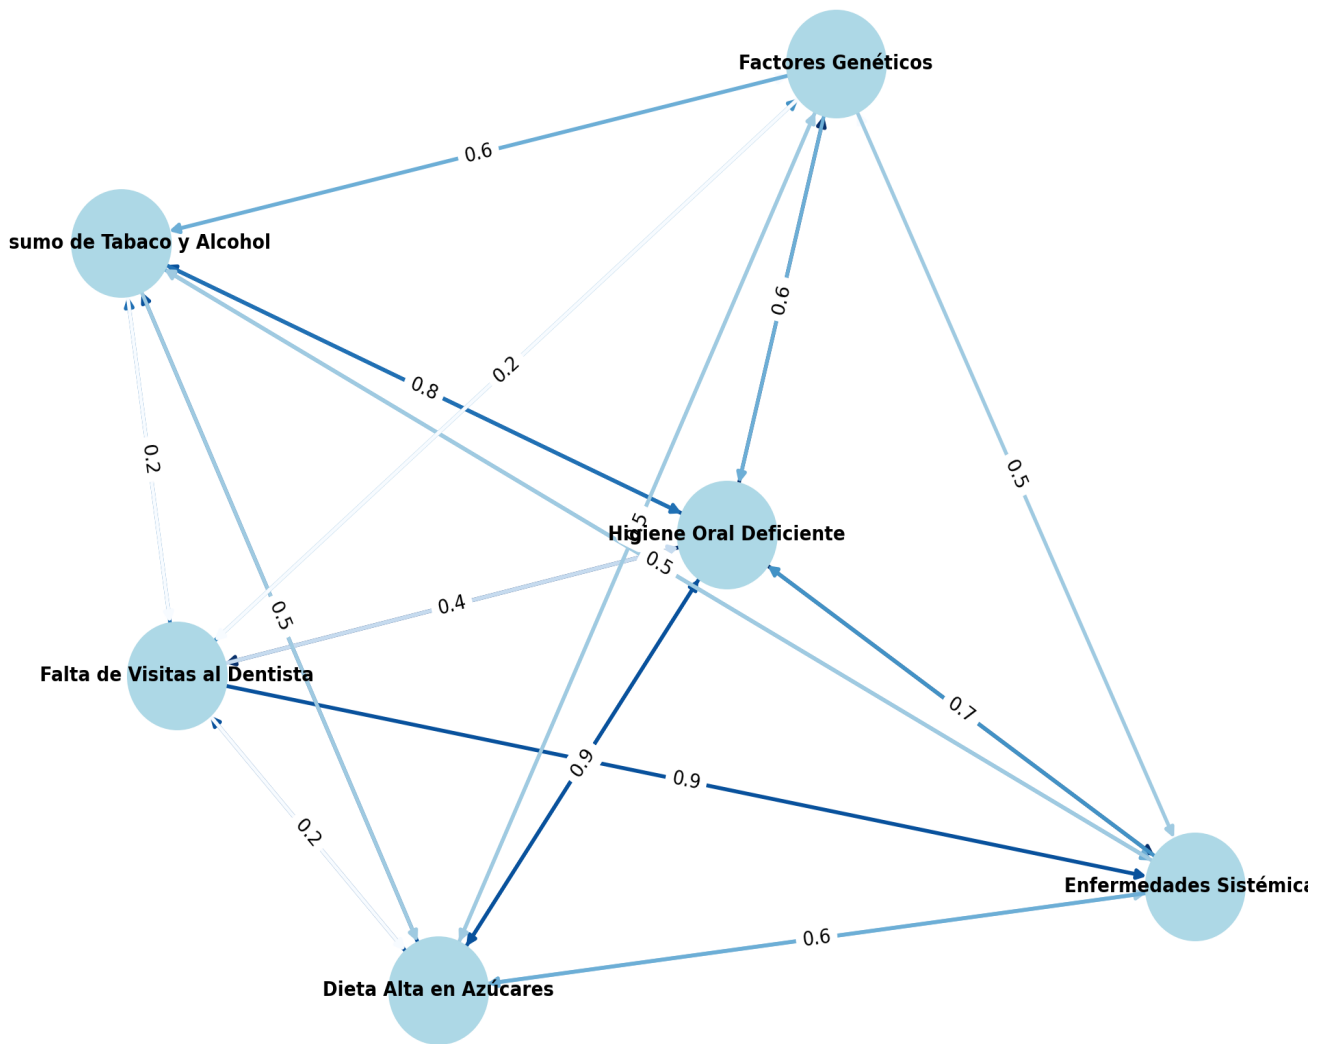 Factores Genéticos
0.6
sumo de Tabaco y Alcohol
0.6
0.2
0.8
0.2
0.5
0.5
Higiene Oral Deficiente
0.5
0.4
0.5
Falta de Visitas al Dentista
0.7
0.9
0.9
0.2
Enfermedades Sistémica
0.6
Dieta Alta en Azúcares